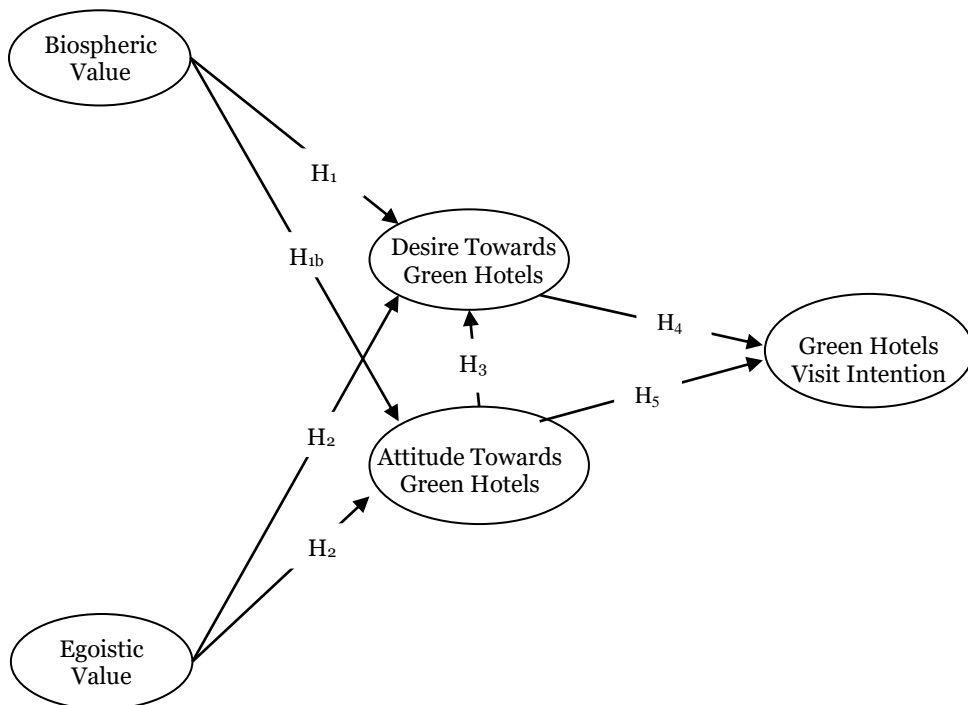 Biospheric
Value
H1
H1b
Desire Towards
Green Hotels
H4
Green Hotels
Visit Intention
H3
H5
H2
Attitude Towards
Green Hotels
H2
Egoistic
Value